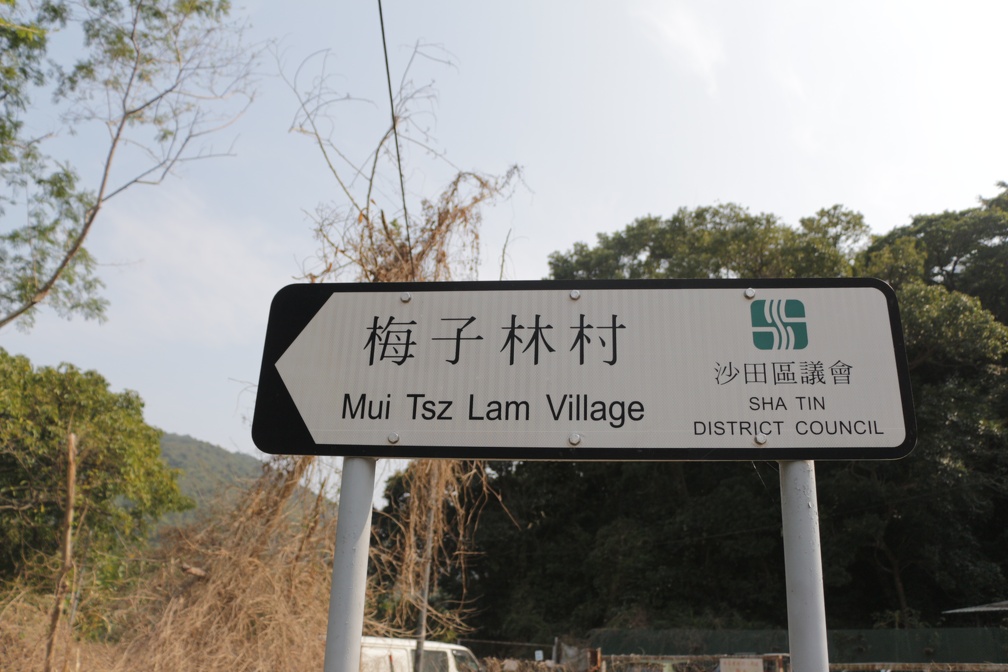 梅子林村
Mui Tsz Lam Village
沙田區議會
SHA TIN
DISTRICT COUNCIL